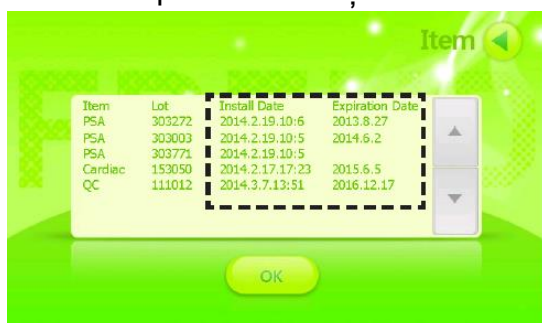 Item
Item Lot Install Date Expiration Date
PSA 303272 2014.2.19.10:6 2013.8.27
PSA 303003 2014.2.19.10:5 2014.6.2
PSA 303771 2014.2.19.10:5
Cardiac 153050 2014.2.17.17:23 2015.6.5
QC 111012 2014.3.7.13:51 2016.12.17
OK